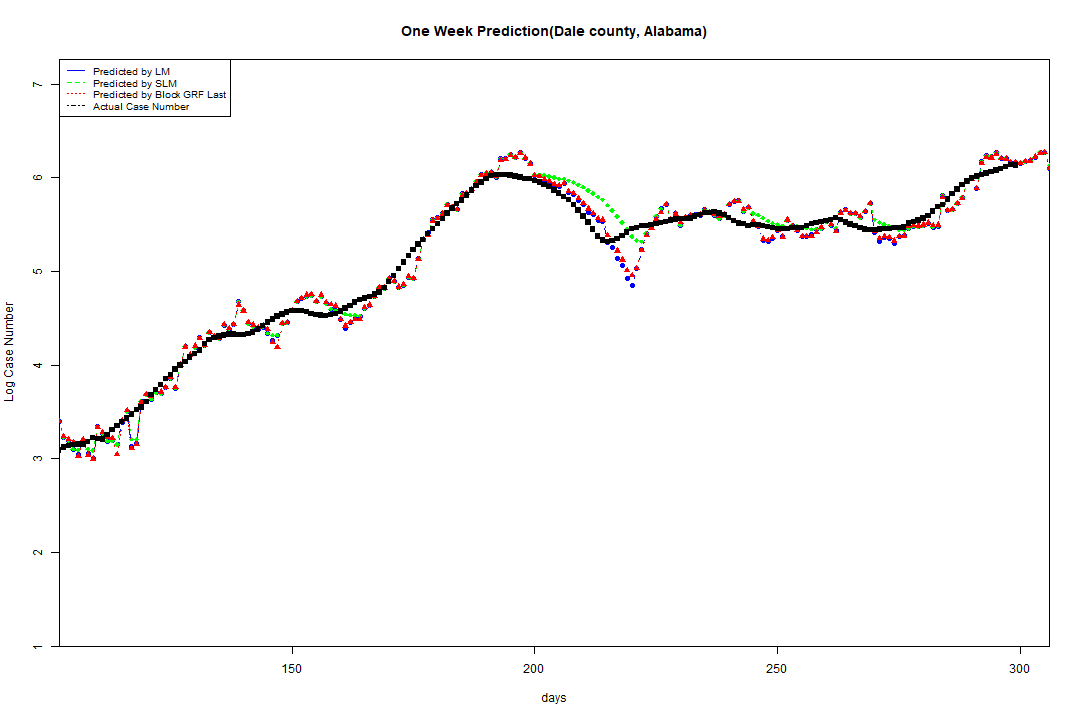 One Week Prediction(Dale county, Alabama)
Predicted by LM
Predicted by SLM
Predicted by Block GRF Last
Actual Case Number
7
6
5
4
3
2
1
Log Case Number
150 200 250 300
days